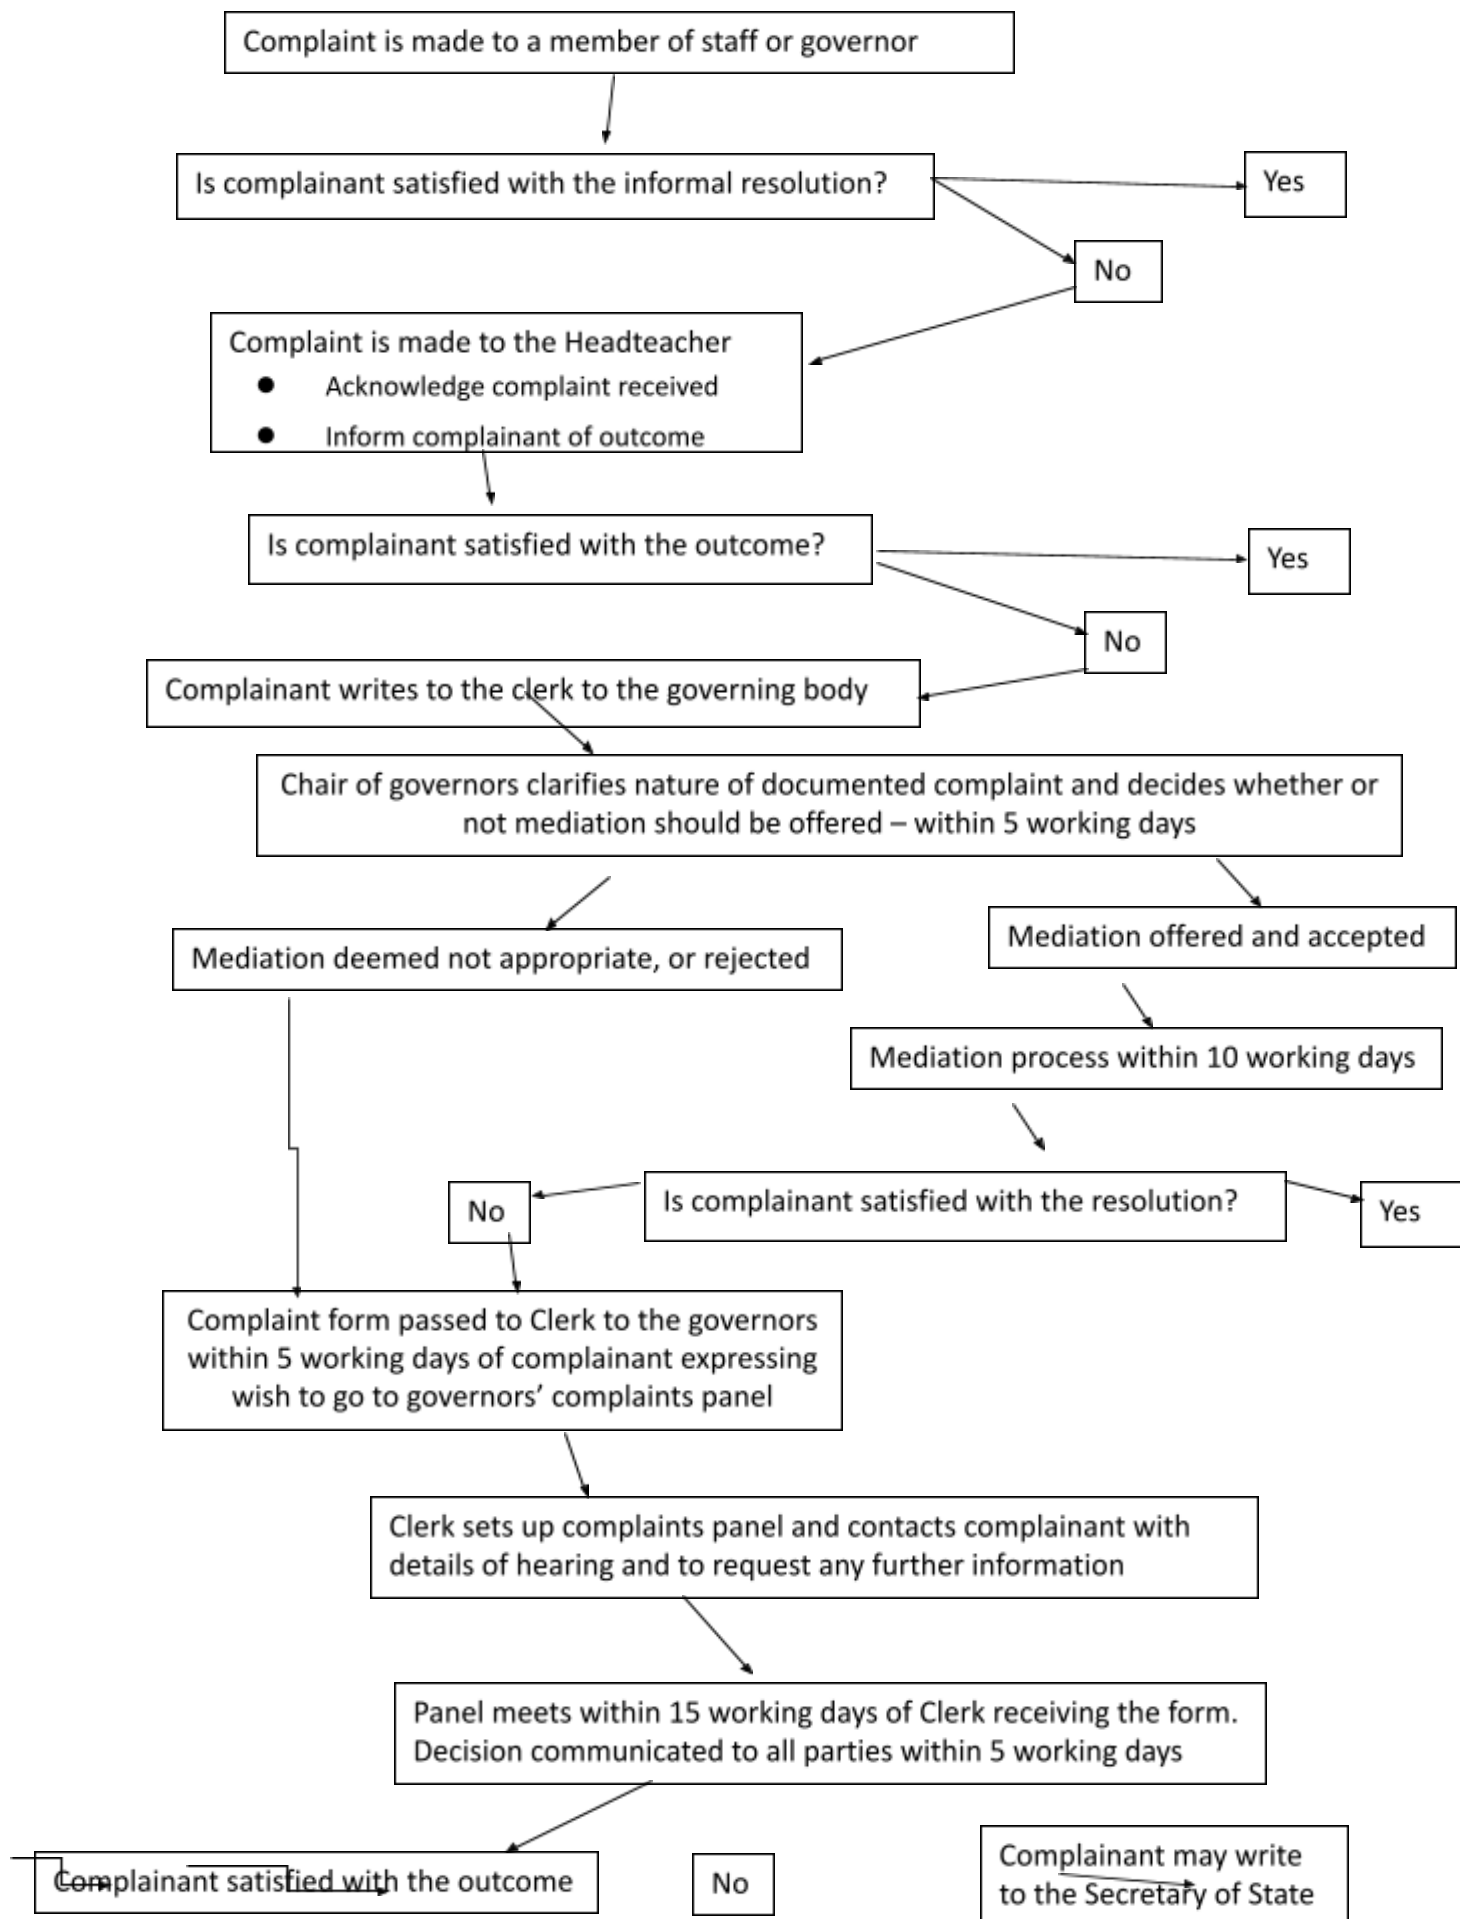 Complaint is made to a member of staff or governor
Is complainant satisfied with the informal resolution?
Yes
No
Complaint is made to the Headteacher
● Acknowledge complaint received
● Inform complainant of outcome
Is complainant satisfied with the outcome?
Yes
No
Complainant writes to the clerk to the governing body
Chair of governors clarifies nature of documented complaint and decides whether or
not mediation should be offered – within 5 working days
Mediation offered and accepted
Mediation deemed not appropriate, or rejected
Mediation process within 10 working days
Is complainant satisfied with the resolution?
No
Yes
Complaint form passed to Clerk to the governors
within 5 working days of complainant expressing
wish to go to governors’ complaints panel
Clerk sets up complaints panel and contacts complainant with
details of hearing and to request any further information
Panel meets within 15 working days of Clerk receiving the form.
Decision communicated to all parties within 5 working days
Complainant satisfied with the outcome
No
Complainant may write
to the Secretary of State